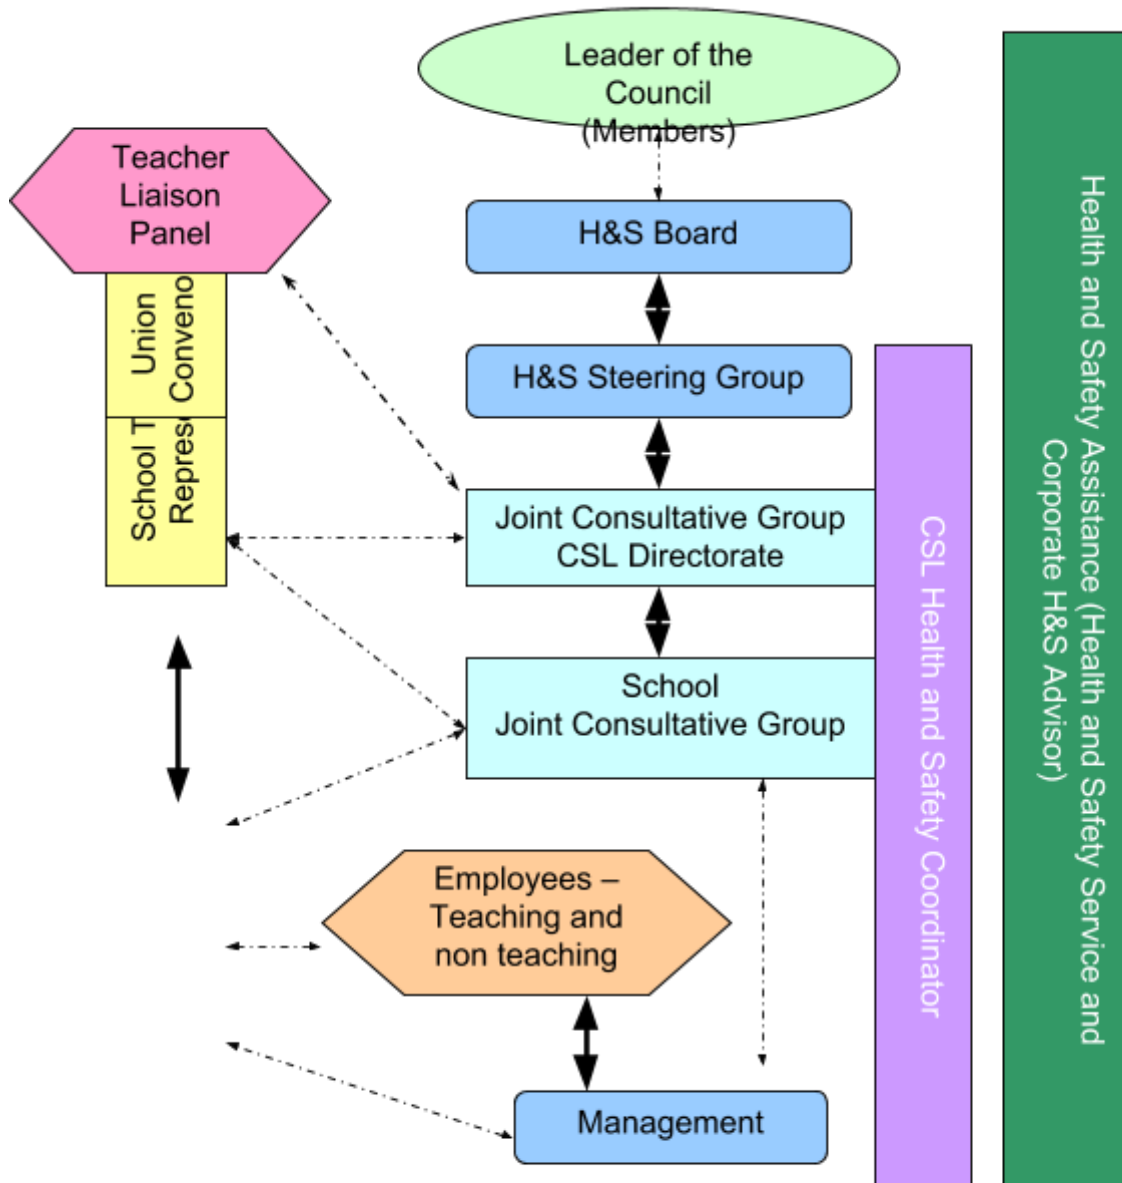 Leader of the
Council
(Members)
Teacher
Liaison
Panel
H&S Board
Union
H&S Steering Group
School
Joint Consultative Group
CSL Directorate
School
Joint Consultative Group
Employees –
Teaching and
non teaching
Management
CSL Health and Safety Coordinator
Health and Safety Assistance (Health and Safety Service and
Corporate H&S Advisor)